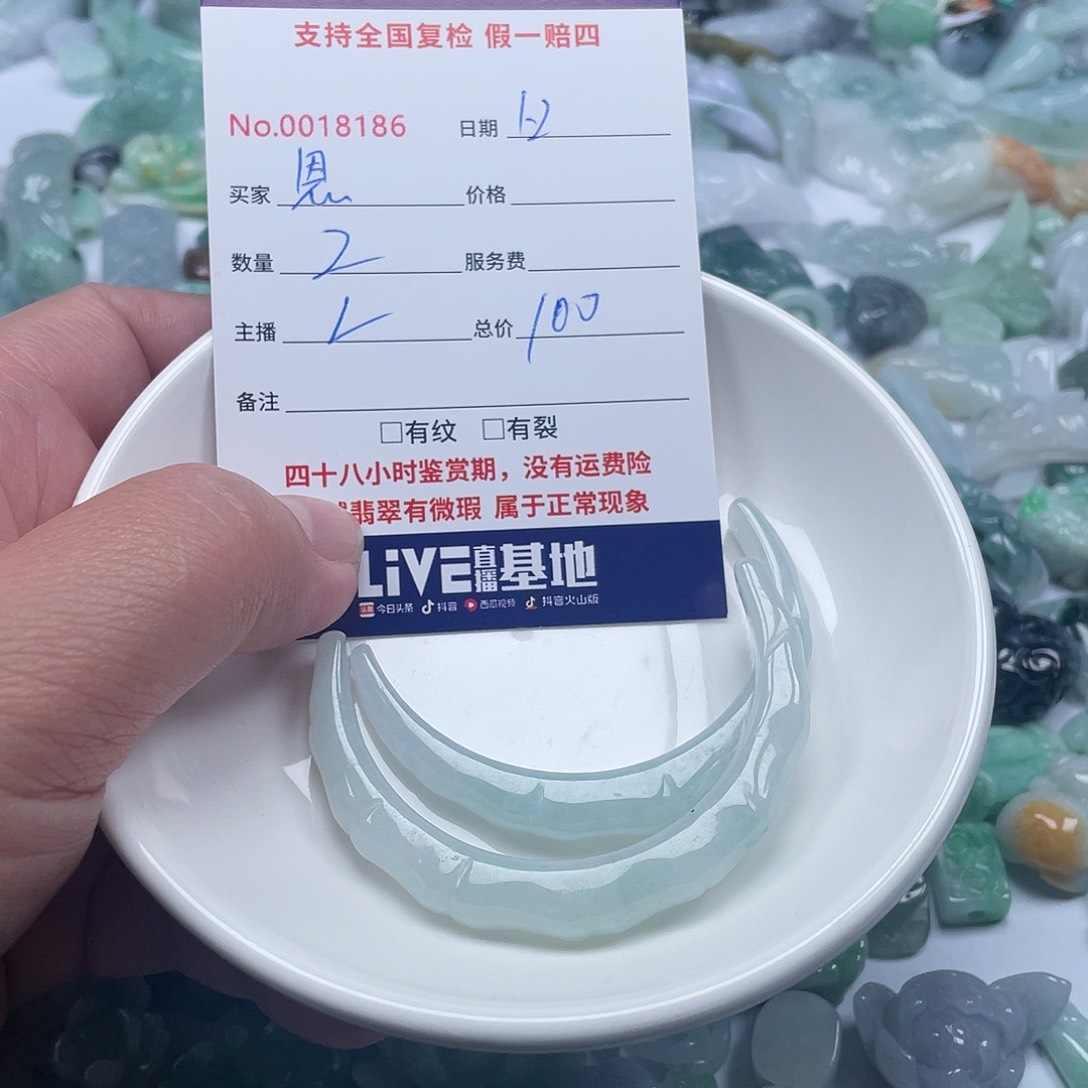 支持全国复检 假一赔四
No.0018186 日期
买家 恩 价格
数量 2 服务费
主播 总价 100
备注
□有纹 □有裂
四十八小时鉴赏期，没有运费险
翡翠有微瑕 属于正常现象
LiVE直播基地
今日头条 抖音 西瓜视频 抖音火山版